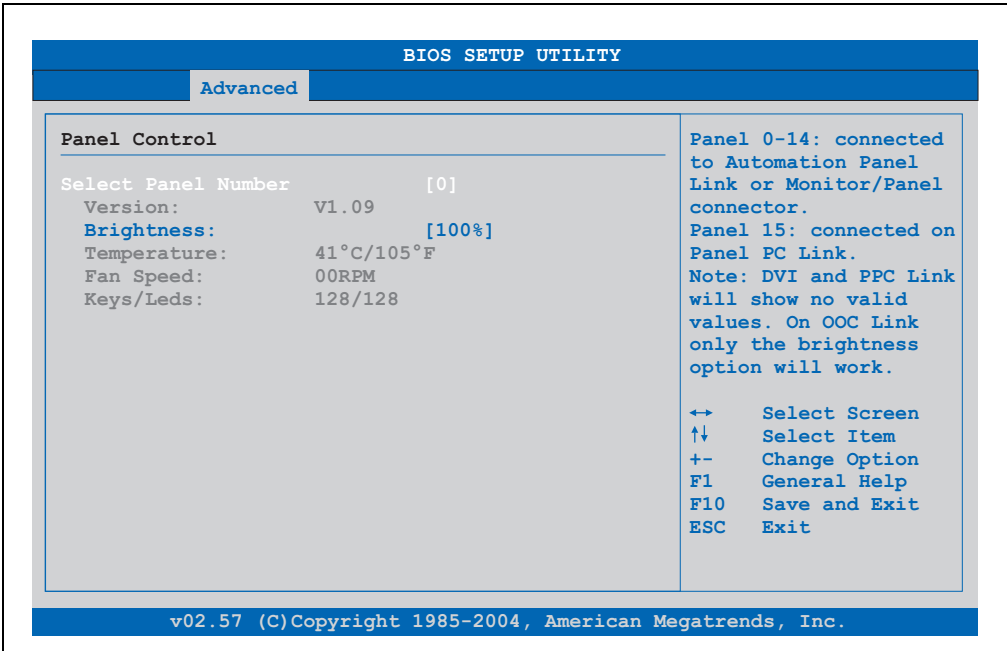 BIOS SETUP UTILITY
Advanced
Panel Control
Select Panel Number [0]
Version: V1.09
Brightness: [100%]
Temperature: 41°C/105°F
Fan Speed: 00RPM
Keys/Leds: 128/128
Panel 0-14: connected
to Automation Panel
Link or Monitor/Panel
connector.
Panel 15: connected on
Panel PC Link.
Note: DVI and PPC Link
will show no valid
values. On OOC Link
only the brightness
option will work.
↔ Select Screen
↑↓ Select Item
+- Change Option
F1 General Help
F10 Save and Exit
ESC Exit
v02.57 (C)Copyright 1985-2004, American Megatrends, Inc.